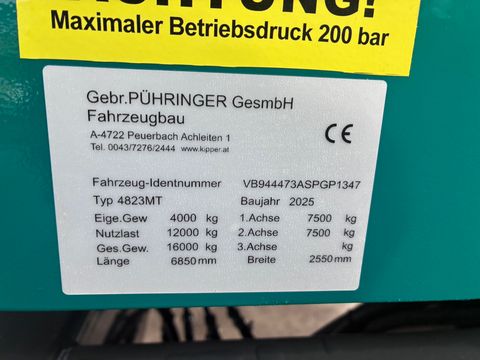 ACHTUNG!
Maximaler Betriebsdruck 200 bar
Gebr.PÜHRINGER GesmbH
Fahrzeugbau
A-4722 Peuerbach Achleiten 1
Tel. 0043/7276/2444 www.kipper.at
CE
Fahrzeug-Identnummer VB944473ASPGP1347
Typ 4823MT Baujahr 2025
Eige.Gew 4000 kg 1.Achse 7500 kg
Nutzlast 12000 kg 2.Achse 7500 kg
Ges.Gew. 16000 kg 3.Achse kg
Länge 6850 mm Breite 2550 mm